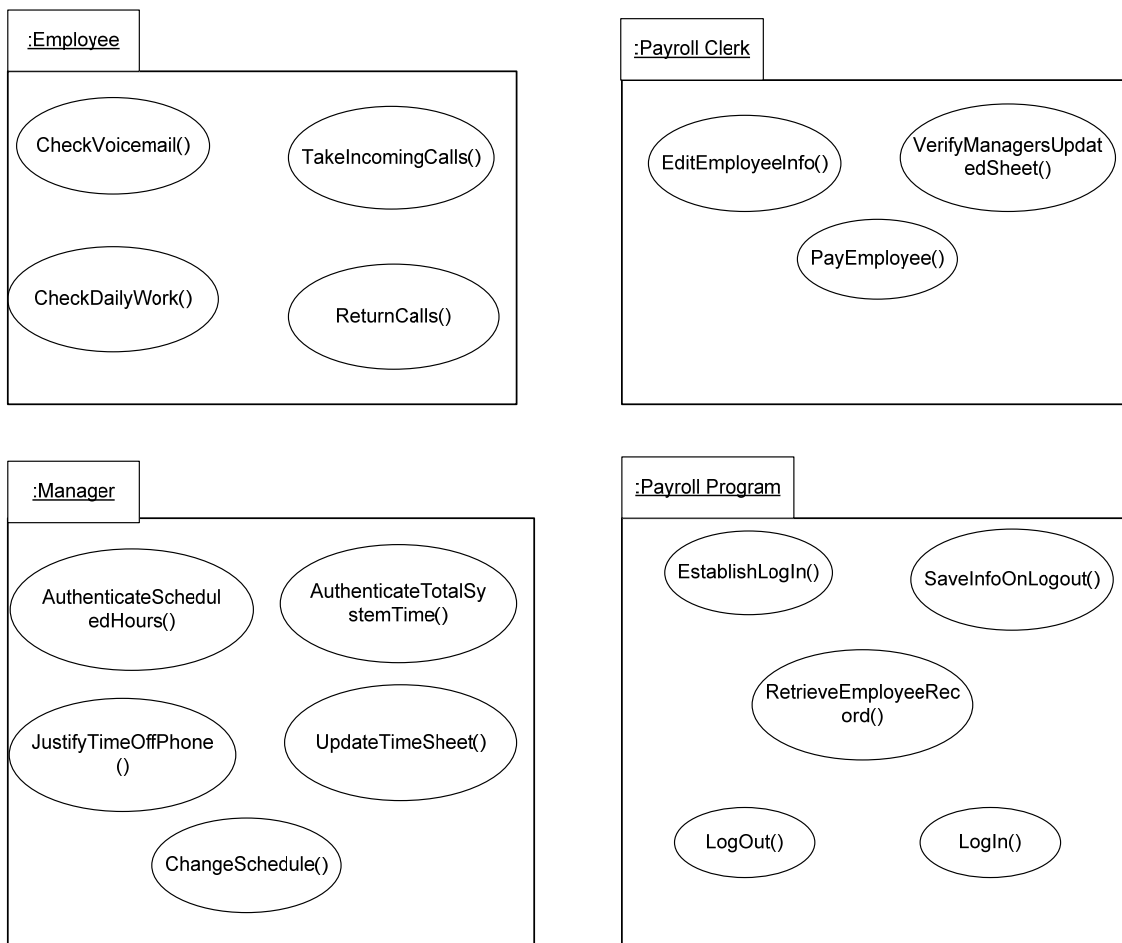 :Employee
CheckVoicemail()
TakeIncomingCalls()
CheckDailyWork()
ReturnCalls()
:Payroll Clerk
EditEmployeeInfo()
VerifyManagersUpdat
edSheet()
PayEmployee()
:Manager
AuthenticateSchedul
edHours()
AuthenticateTotalSy
stemTime()
JustifyTimeOffPhone
()
UpdateTimeSheet()
ChangeSchedule()
:Payroll Program
EstablishLogIn()
SaveInfoOnLogout()
RetrieveEmployeeRec
ord()
LogOut()
LogIn()